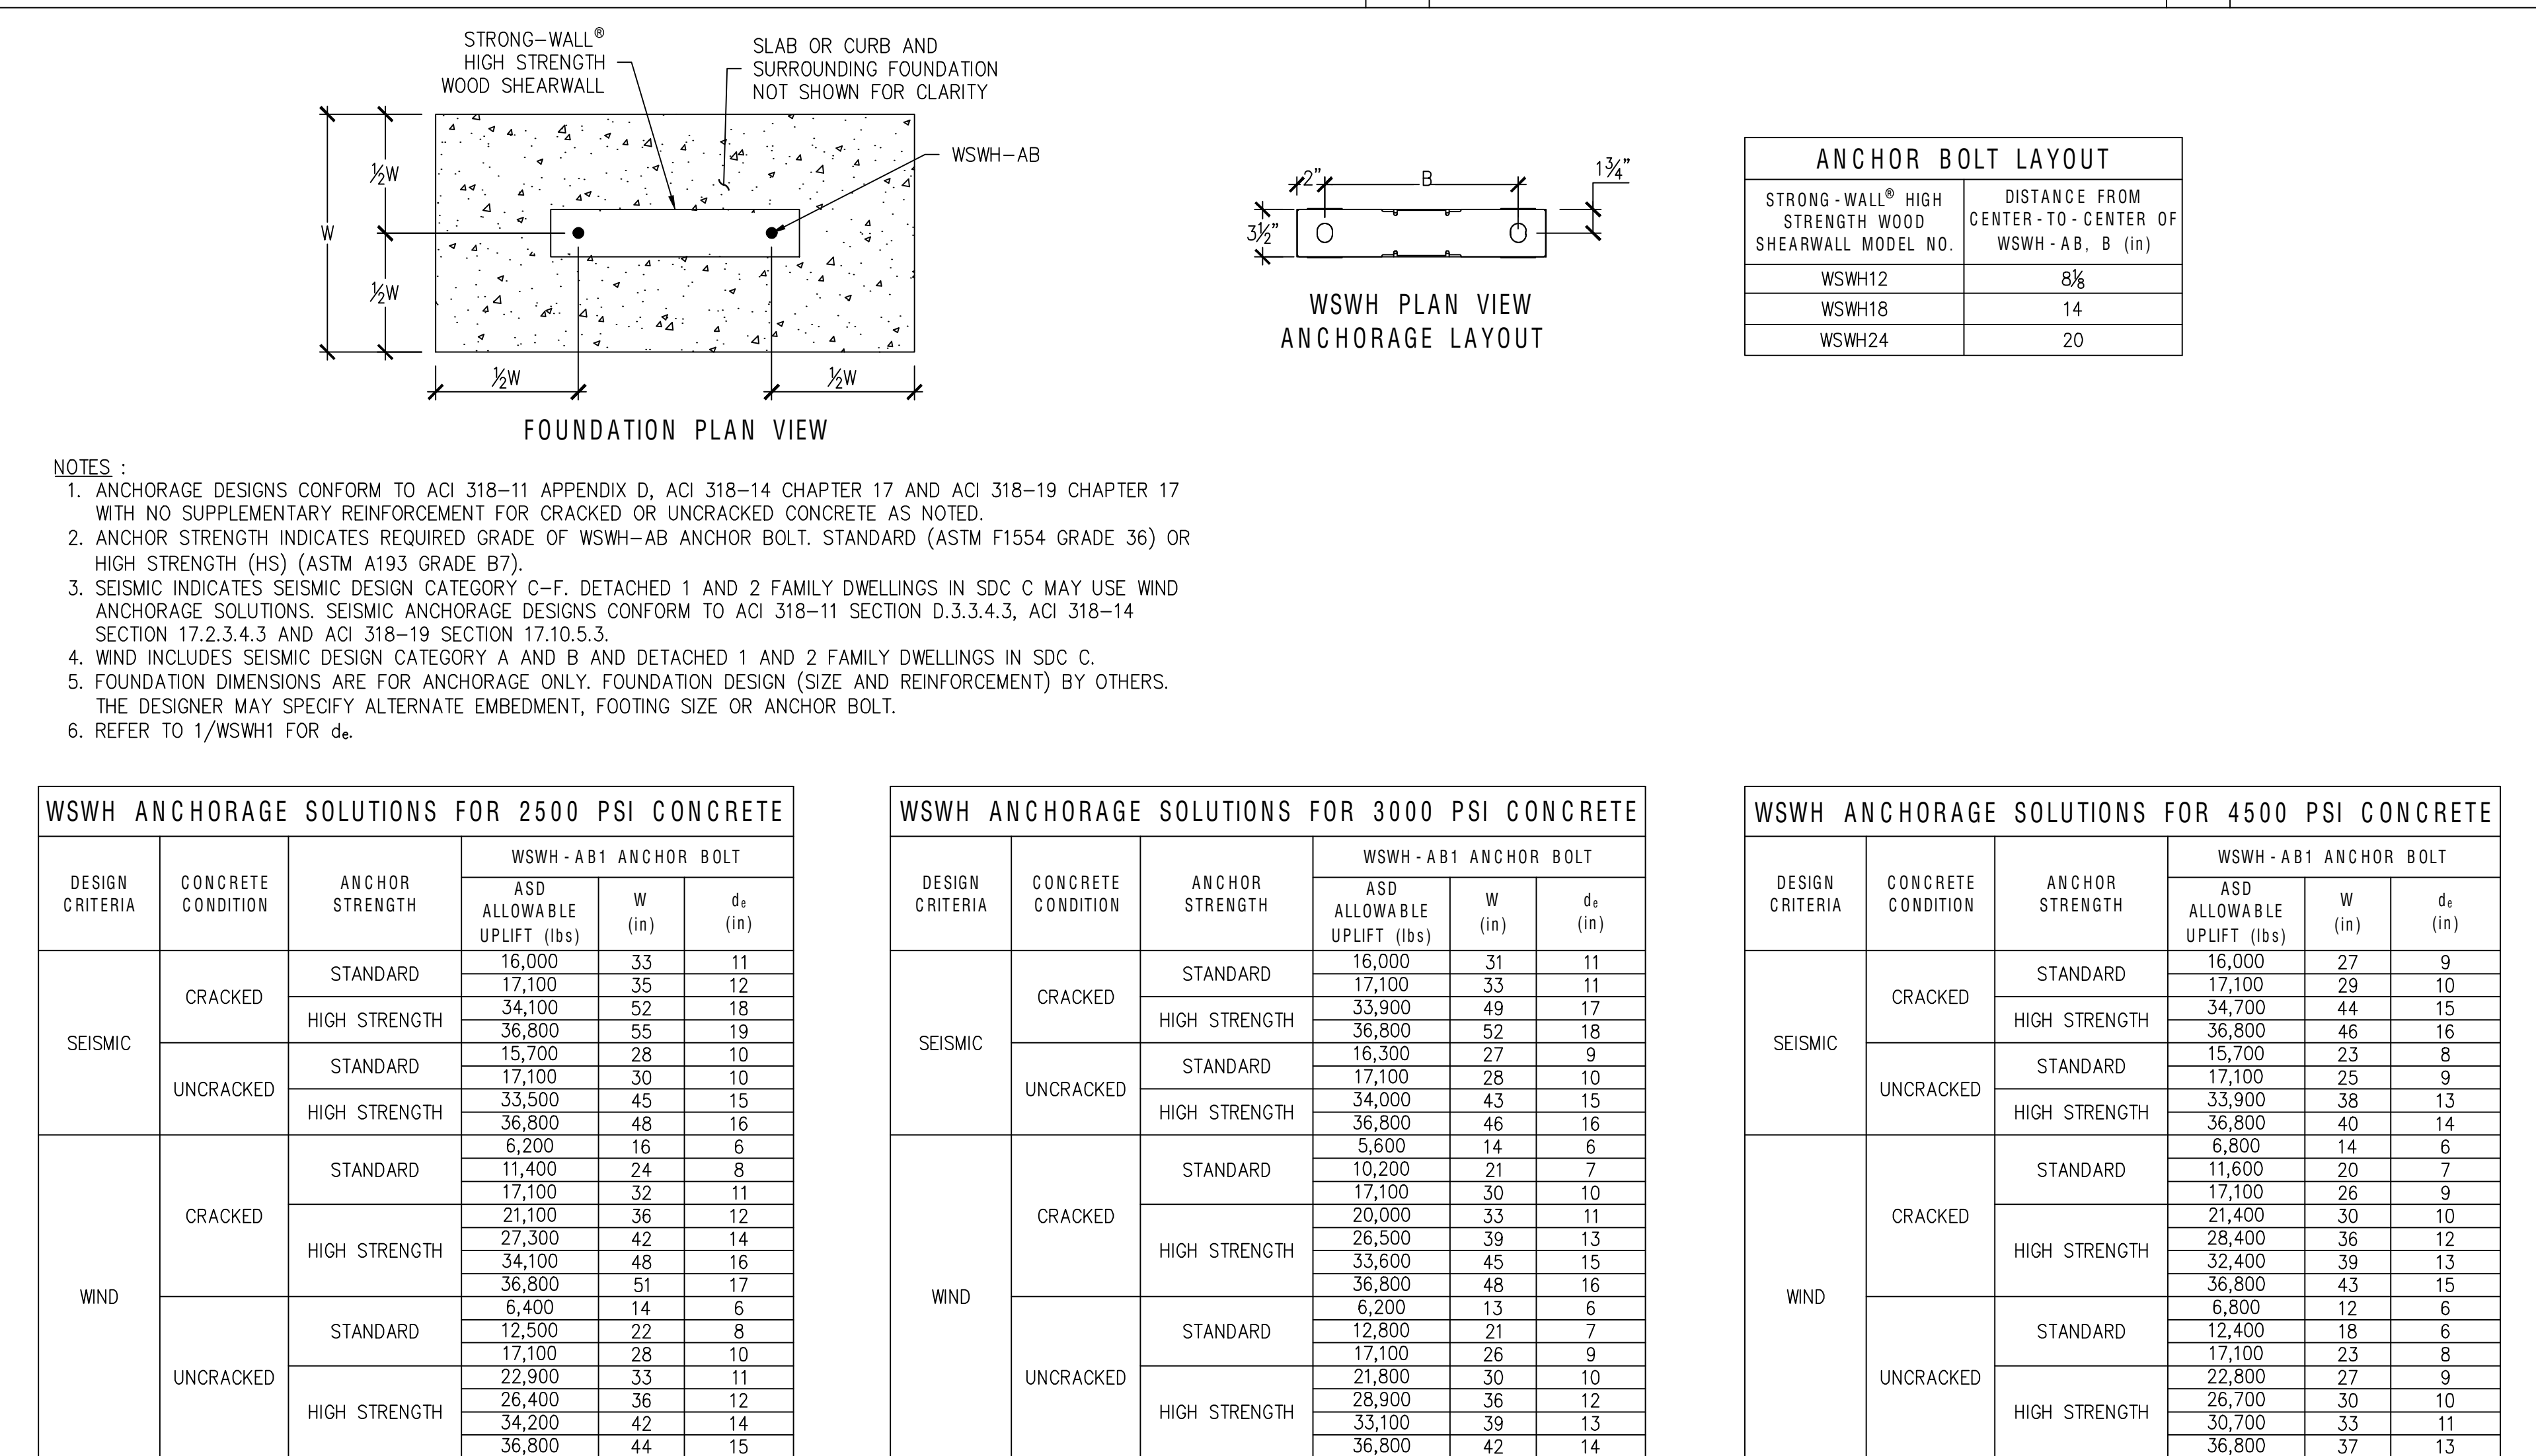 STRONG-WALL®
HIGH STRENGTH
WOOD SHEARWALL
SLAB OR CURB AND
SURROUNDING FOUNDATION
NOT SHOWN FOR CLARITY
WSWH-AB
½W
W
½W
½W
½W
FOUNDATION PLAN VIEW
2"
B
1¾"
3½"
WSWH PLAN VIEW
ANCHORAGE LAYOUT
ANCHOR BOLT LAYOUT
STRONG-WALL® HIGH
STRENGTH WOOD
SHEARWALL MODEL NO.
DISTANCE FROM
CENTER-TO-CENTER OF
WSWH-AB, B (in)
WSWH12 8⅛
WSWH18 14
WSWH24 20
NOTES :
1. ANCHORAGE DESIGNS CONFORM TO ACI 318-11 APPENDIX D, ACI 318-14 CHAPTER 17 AND ACI 318-19 CHAPTER 17
WITH NO SUPPLEMENTARY REINFORCEMENT FOR CRACKED OR UNCRACKED CONCRETE AS NOTED.
2. ANCHOR STRENGTH INDICATES REQUIRED GRADE OF WSWH-AB ANCHOR BOLT. STANDARD (ASTM F1554 GRADE 36) OR
HIGH STRENGTH (HS) (ASTM A193 GRADE B7).
3. SEISMIC INDICATES SEISMIC DESIGN CATEGORY C-F. DETACHED 1 AND 2 FAMILY DWELLINGS IN SDC C MAY USE WIND
ANCHORAGE SOLUTIONS. SEISMIC ANCHORAGE DESIGNS CONFORM TO ACI 318-11 SECTION D.3.3.4.3, ACI 318-14
SECTION 17.2.3.4.3 AND ACI 318-19 SECTION 17.10.5.3.
4. WIND INCLUDES SEISMIC DESIGN CATEGORY A AND B AND DETACHED 1 AND 2 FAMILY DWELLINGS IN SDC C.
5. FOUNDATION DIMENSIONS ARE FOR ANCHORAGE ONLY. FOUNDATION DESIGN (SIZE AND REINFORCEMENT) BY OTHERS.
THE DESIGNER MAY SPECIFY ALTERNATE EMBEDMENT, FOOTING SIZE OR ANCHOR BOLT.
6. REFER TO 1/WSWH1 FOR de.
WSWH ANCHORAGE SOLUTIONS FOR 2500 PSI CONCRETE
DESIGN
CRITERIA
CONCRETE
CONDITION
ANCHOR
STRENGTH
WSWH-AB1 ANCHOR BOLT
ASD
ALLOWABLE
UPLIFT (lbs)
W
(in)
de
(in)
SEISMIC
CRACKED
STANDARD
16,000 33 11
17,100 35 12
HIGH STRENGTH
34,100 52 18
36,800 55 19
UNCRACKED
STANDARD
15,700 28 10
17,100 30 10
HIGH STRENGTH
33,500 45 15
36,800 48 16
WIND
CRACKED
STANDARD
6,200 16 6
11,400 24 8
17,100 32 11
HIGH STRENGTH
21,100 36 12
27,300 42 14
34,100 48 16
36,800 51 17
UNCRACKED
STANDARD
6,400 14 6
12,500 22 8
17,100 28 10
HIGH STRENGTH
22,900 33 11
26,400 36 12
34,200 42 14
36,800 44 15
WSWH ANCHORAGE SOLUTIONS FOR 3000 PSI CONCRETE
DESIGN
CRITERIA
CONCRETE
CONDITION
ANCHOR
STRENGTH
WSWH-AB1 ANCHOR BOLT
ASD
ALLOWABLE
UPLIFT (lbs)
W
(in)
de
(in)
SEISMIC
CRACKED
STANDARD
16,000 31 11
17,100 33 11
HIGH STRENGTH
33,900 49 17
36,800 52 18
UNCRACKED
STANDARD
16,300 27 9
17,100 28 10
HIGH STRENGTH
34,000 43 15
36,800 46 16
WIND
CRACKED
STANDARD
5,600 14 6
10,200 21 7
17,100 30 10
HIGH STRENGTH
20,000 33 11
26,500 39 13
33,600 45 15
36,800 48 16
UNCRACKED
STANDARD
6,200 13 6
12,800 21 7
17,100 26 9
HIGH STRENGTH
21,800 30 10
28,900 36 12
33,100 39 13
36,800 42 14
WSWH ANCHORAGE SOLUTIONS FOR 4500 PSI CONCRETE
DESIGN
CRITERIA
CONCRETE
CONDITION
ANCHOR
STRENGTH
WSWH-AB1 ANCHOR BOLT
ASD
ALLOWABLE
UPLIFT (lbs)
W
(in)
de
(in)
SEISMIC
CRACKED
STANDARD
16,000 27 9
17,100 29 10
HIGH STRENGTH
34,700 44 15
36,800 46 16
UNCRACKED
STANDARD
15,700 23 8
17,100 25 9
HIGH STRENGTH
33,900 38 13
36,800 40 14
WIND
CRACKED
STANDARD
6,800 14 6
11,600 20 7
17,100 26 9
HIGH STRENGTH
21,400 30 10
28,400 36 12
32,400 39 13
36,800 43 15
UNCRACKED
STANDARD
6,800 12 6
12,400 18 6
17,100 23 8
HIGH STRENGTH
22,800 27 9
26,700 30 10
30,700 33 11
36,800 37 13